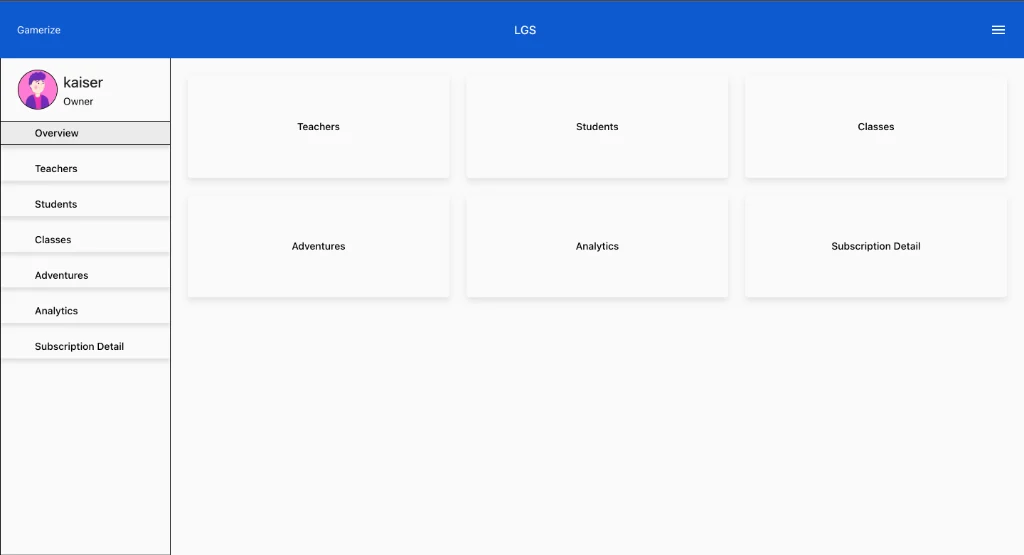 Gamerize
LGS
kaiser
Owner
Overview
Teachers
Students
Classes
Adventures
Analytics
Subscription Detail
Teachers
Students
Classes
Adventures
Analytics
Subscription Detail